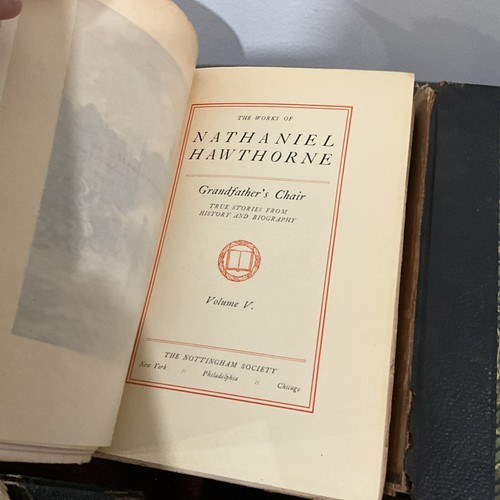 THE WORKS OF
NATHANIEL
HAWTHORNE
Grandfather's Chair
TRUE STORIES FROM
HISTORY AND BIOGRAPHY
Volume V.
THE NOTTINGHAM SOCIETY
New York :: Philadelphia :: Chicago